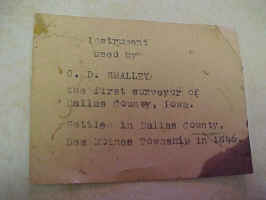 Instrument
used by
C. D. SMALLEY
the first surveyor of
Dallas County, Iowa.
Settled in Dallas County,
Des Moines Township in 1846